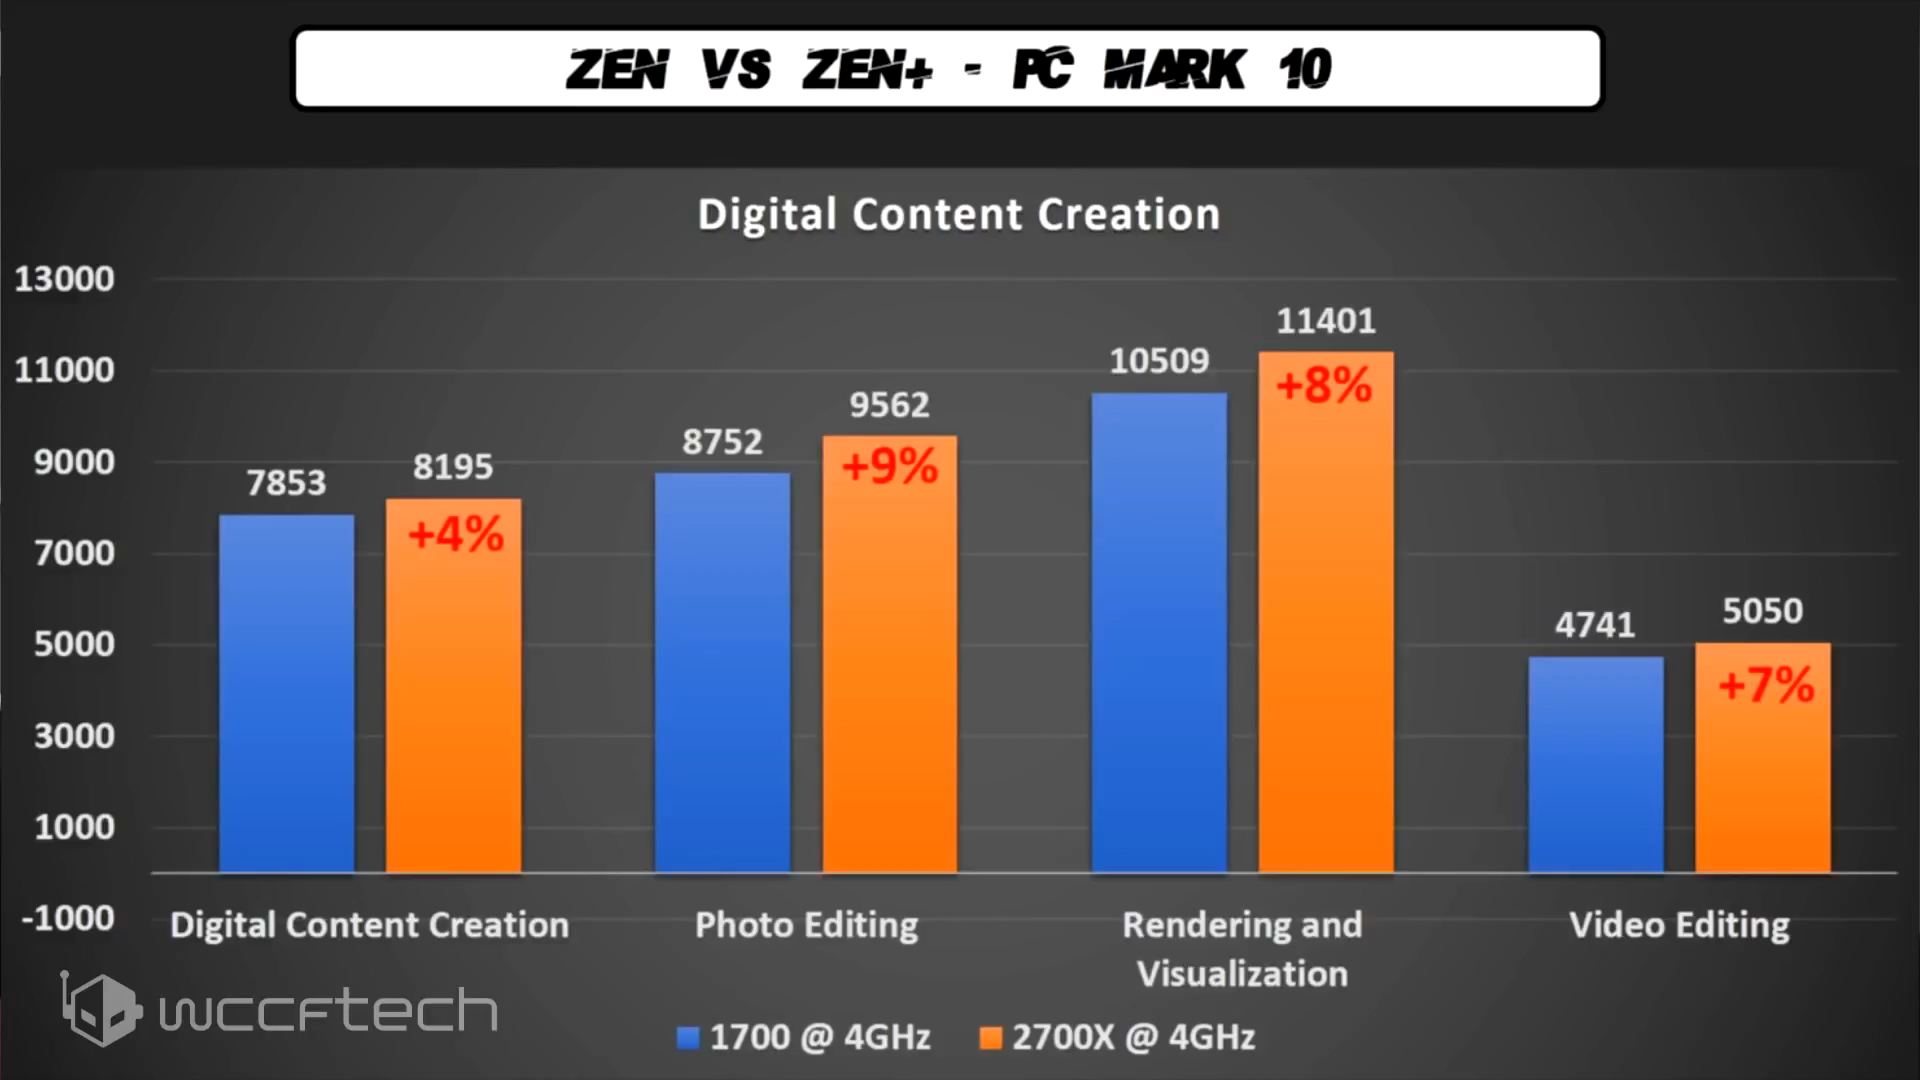 ZEN VS ZEN+ - PC MARK 10
Digital Content Creation
13000
11000
9000
7000
5000
3000
1000
-1000
7853
8195
+4%
8752
9562
+9%
10509
11401
+8%
4741
5050
+7%
Digital Content Creation
Photo Editing
Rendering and
Visualization
Video Editing
wccftech
1700 @ 4GHz
2700X @ 4GHz